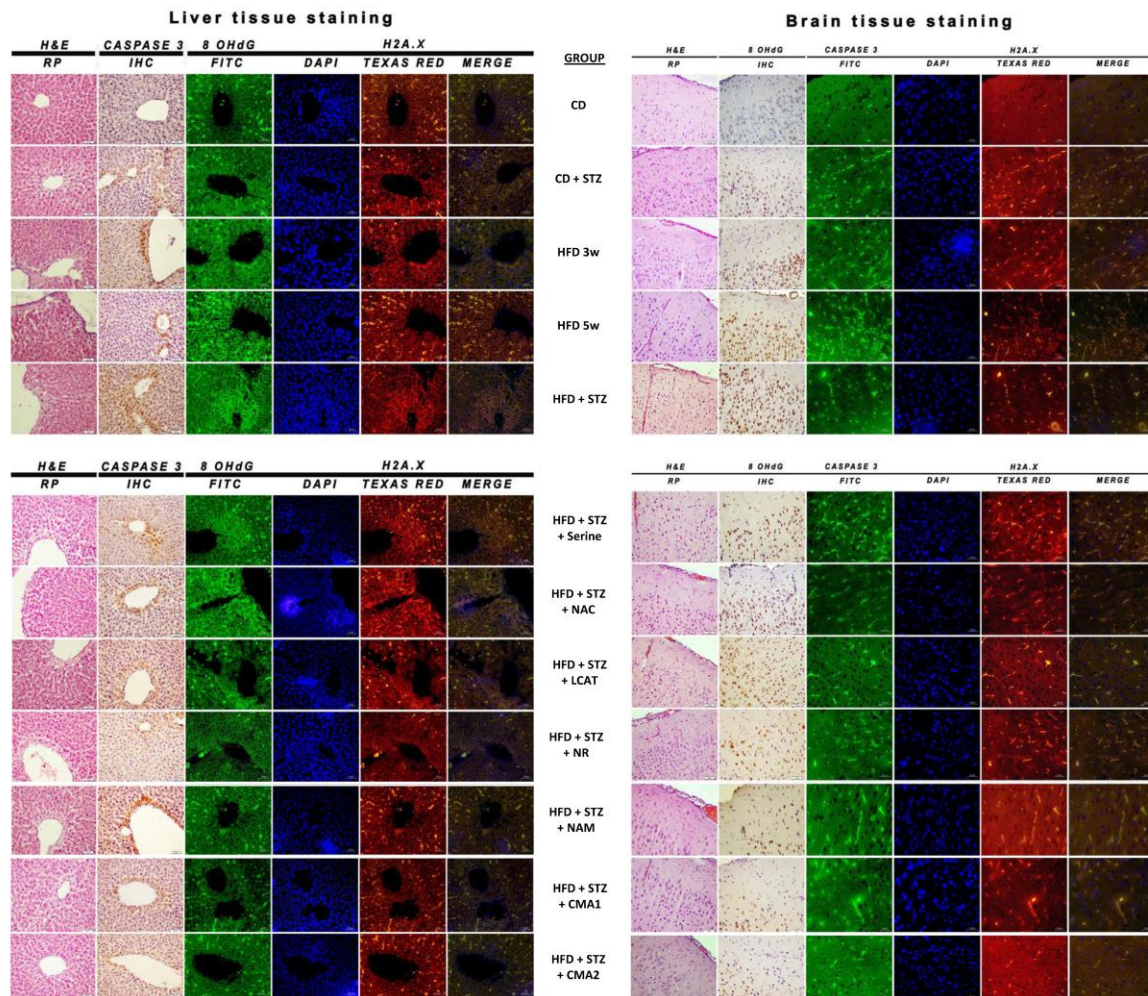 Liver tissue staining
Brain tissue staining
H&E CASPASE 3 8 OHdG H2A.X
RP IHC FITC DAPI TEXAS RED MERGE
GROUP
H&E 8 OHdG CASPASE 3 H2A.X
RP IHC FITC DAPI TEXAS RED MERGE
CD
CD + STZ
HFD 3w
HFD 5w
HFD + STZ
H&E CASPASE 3 8 OHdG H2A.X
RP IHC FITC DAPI TEXAS RED MERGE
H&E 8 OHdG CASPASE 3 H2A.X
RP IHC FITC DAPI TEXAS RED MERGE
HFD + STZ
+ Serine
HFD + STZ
+ NAC
HFD + STZ
+ LCAT
HFD + STZ
+ NR
HFD + STZ
+ NAM
HFD + STZ
+ CMA1
HFD + STZ
+ CMA2